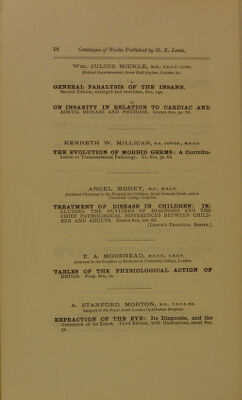 18 Catalogue of Works Published by H. K. Lewis.
Wm. JULIUS MICKLE, M.D., F.R.C.P. LOND.
Medical Superintendent, Grove Hall Asylum, London, &c.
I.
GENERAL PARALYSIS OF THE INSANE.
Second Edition, enlarged and rewritten, 8vo, 14s.
II.
ON INSANITY IN RELATION TO CARDIAC AND
AORTIC DISEASE AND PHTHISIS. Crown 8vo, 3s. 6d.
KENNETH W. MILLICAN, B.A. CANTAB., M.R.C.S.
THE EVOLUTION OF MORBID GERMS: A Contribu-
tion to Transcendental Pathology. Cr. 8vo, 3s. 6d.
ANGEL MONEY, M.D., M.R.C.P.
Assistant Physician to the Hospital for Children, Great Ormond Street, and to
University College Hospital.
TREATMENT OF DISEASE IN CHILDREN: IN-
CLUDING THE OUTLINES OF DIAGNOSIS AND THE
CHIEF PATHOLOGICAL DIFFERENCES BETWEEN CHILD-
REN AND ADULTS. Crown 8vo, 10s. 6d.
[LEWIS'S PRACTICAL SERIES.]
E. A. MORSHEAD, M.R.C.S., L.R.C.P.
Assistant to the Professor of Medicine in University College, London.
TABLES OF THE PHYSIOLOGICAL ACTION OF
DRUGS. Fcap. 8vo, 1s.
A. STANFORD MORTON, M.B., F.R.C.S. ED.
Surgeon to the Royal South London Ophthalmic Hospital.
REFRACTION OF THE EYE: Its Diagnosis, and the
Correction of its Errors. Third Edition, with Illustrations, small 8vo.
3s.